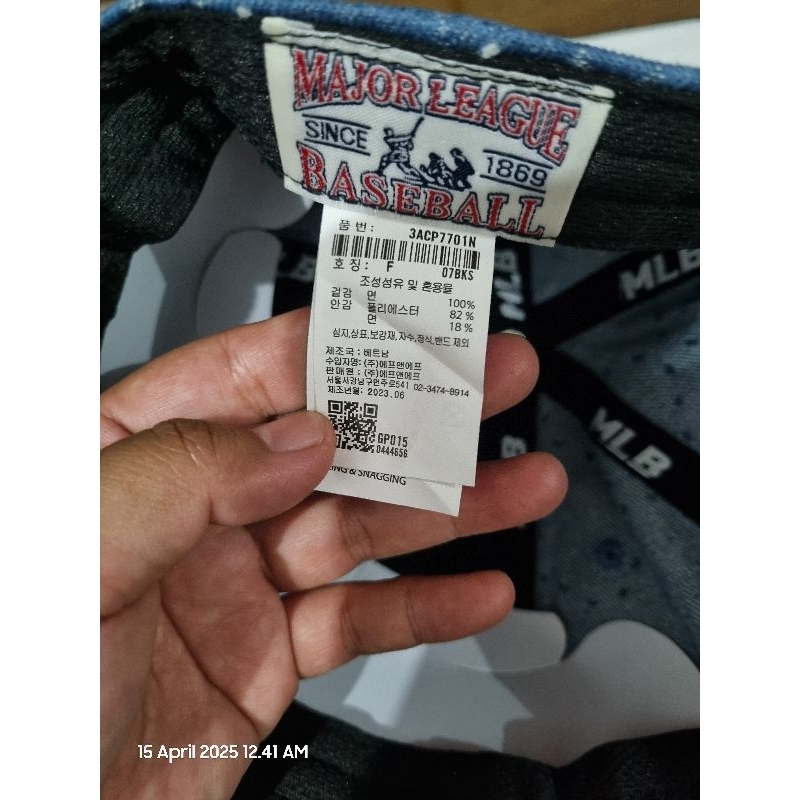 MAJOR LEAGUE
SINCE 1869
BASEBALL
품번: 3ACP7701N
호칭: F 07BKS
조성섬유 및 혼용율
겉감 면 100%
안감 폴리에스터 82 %
면 18 %
심지,상표,보강재,자수,장식,밴드 제외
제조국 : 베트남
수입자명: (주)에프앤에프
판매원 : (주)에프앤에프
서울시강남구언주로541 02-3474-8914
제조년월: 2023.06
GP015
0444656
& SNAGGING
MLB
MLB
15 April 2025 12.41 AM